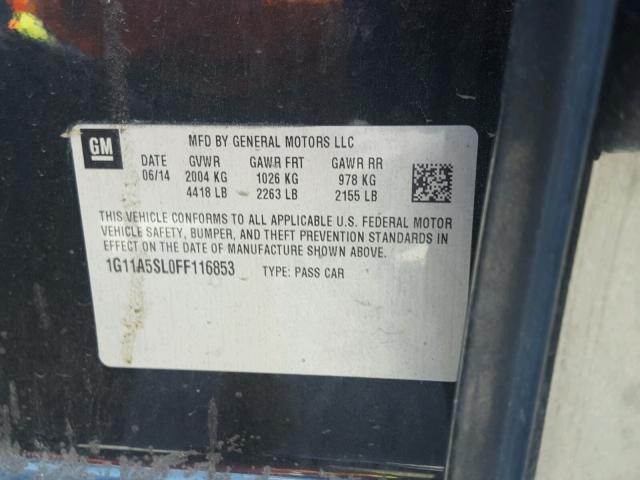 GM
MFD BY GENERAL MOTORS LLC
DATE GVWR GAWR FRT GAWR RR
06/14 2004 KG 1026 KG 978 KG
4418 LB 2263 LB 2155 LB
THIS VEHICLE CONFORMS TO ALL APPLICABLE U.S. FEDERAL MOTOR
VEHICLE SAFETY, BUMPER, AND THEFT PREVENTION STANDARDS IN
EFFECT ON THE DATE OF MANUFACTURE SHOWN ABOVE.
1G11A5SL0FF116853 TYPE: PASS CAR